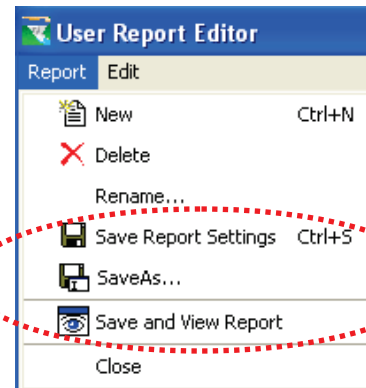 User Report Editor
Report Edit
New Ctrl+N
Delete
Rename...
Save Report Settings Ctrl+S
SaveAs...
Save and View Report
Close